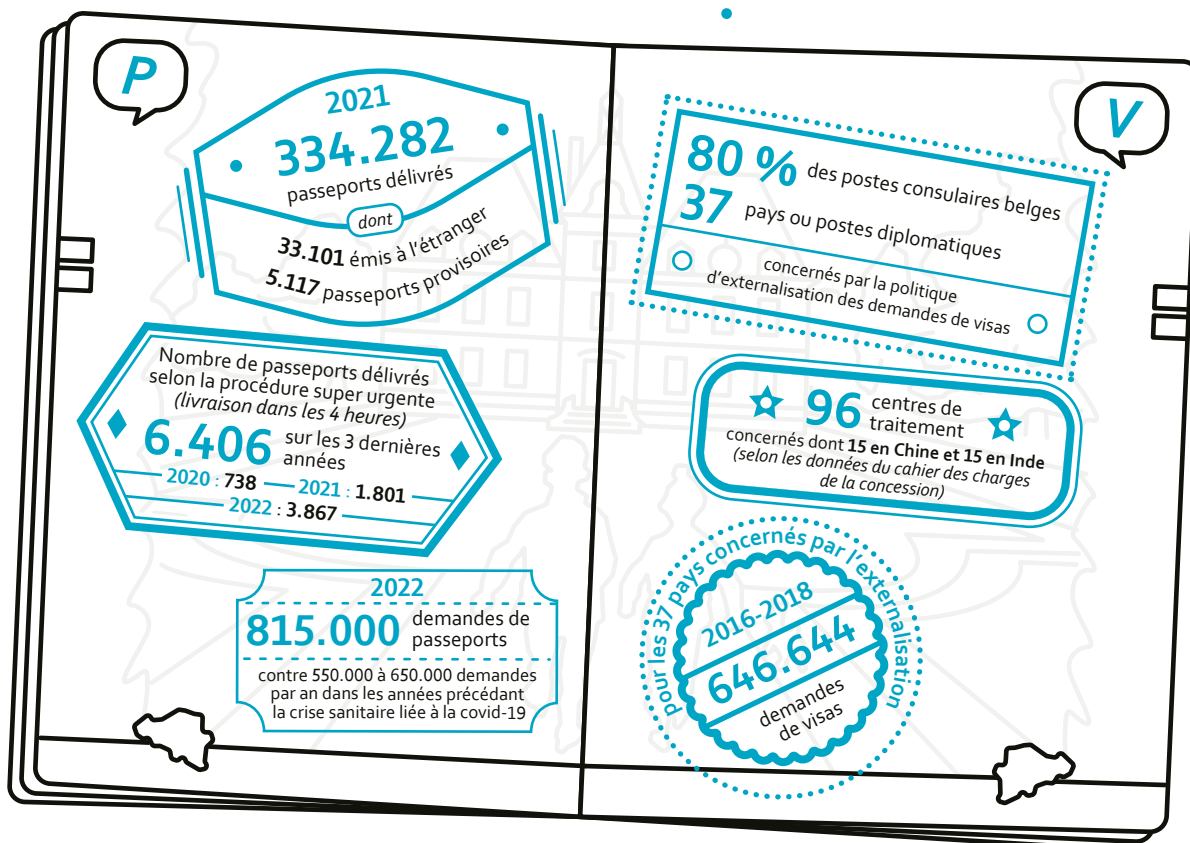 P
2021
334.282
passeports délivrés
dont
33.101 émis à l'étranger
5.117 passeports provisoires
Nombre de passeports délivrés
selon la procédure super urgente
(livraison dans les 4 heures)
6.406 sur les 3 dernières
années
2020 : 738 2021 : 1.801
2022 : 3.867
2022
815.000 demandes de
passeports
contre 550.000 à 650.000 demandes
par an dans les années précédant
la crise sanitaire liée à la covid-19
V
80 % des postes consulaires belges
37 pays ou postes diplomatiques
concernés par la politique
d'externalisation des demandes de visas
96 centres de
traitement
concernés dont 15 en Chine et 15 en Inde
(selon les données du cahier des charges
de la concession)
pour les 37 pays concernés par l'externalisation
2016-2018
646.644
demandes
de visas